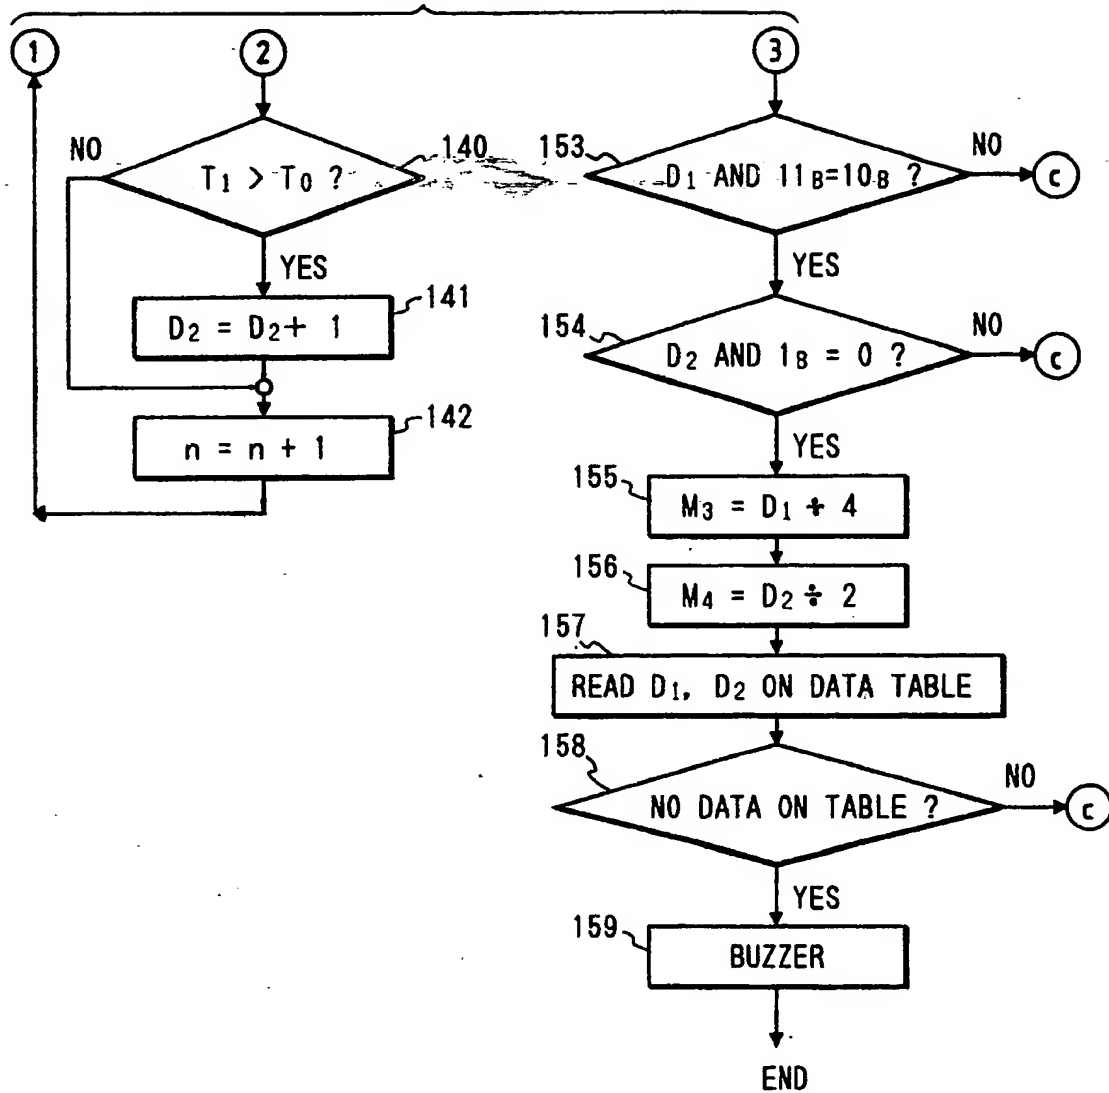 1
2
3
NO
140
T1 > T0 ?
YES
141
D2 = D2 + 1
142
n = n + 1
153
D1 AND 11B=10B ?
NO
c
YES
154
D2 AND 1B = 0 ?
NO
c
YES
155
M3 = D1 ÷ 4
156
M4 = D2 ÷ 2
157
READ D1, D2 ON DATA TABLE
158
NO DATA ON TABLE ?
NO
c
YES
159
BUZZER
END